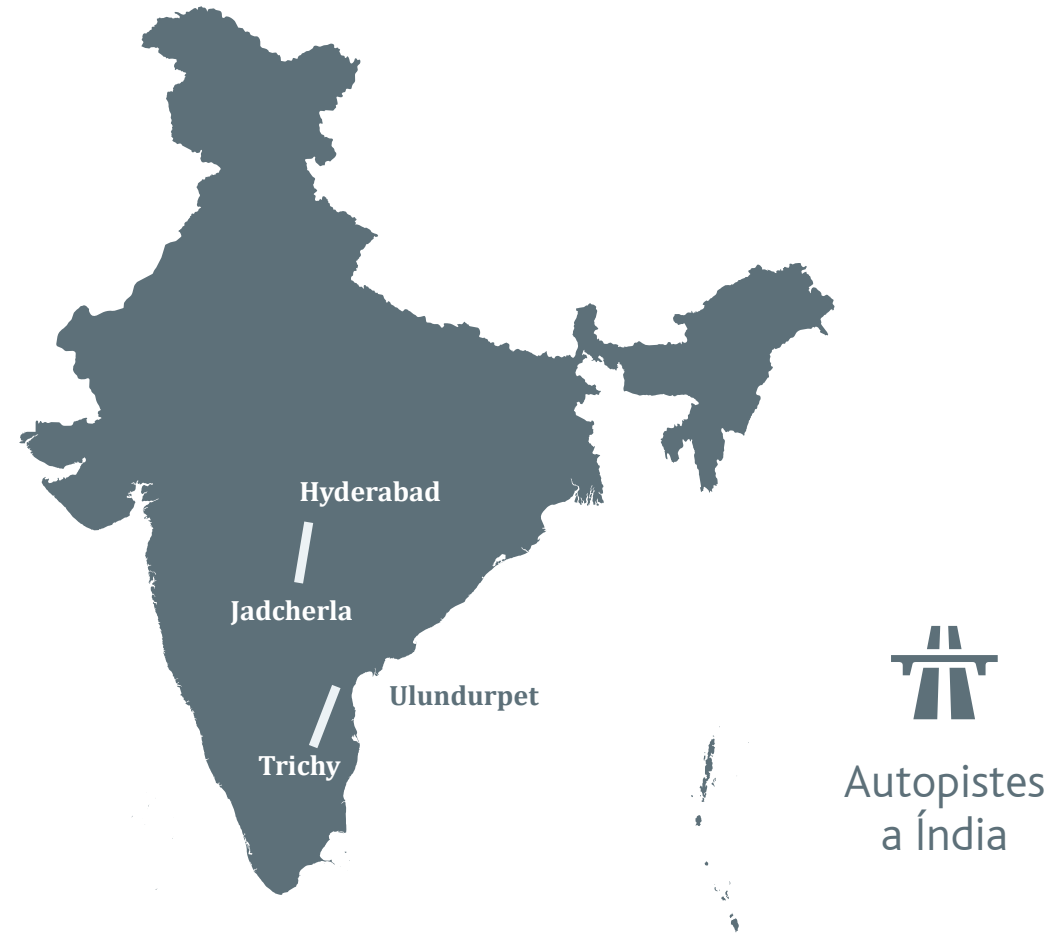 Hyderabad
Jadcherla
Ulundurpet
Trichy
Autopistes
a Índia